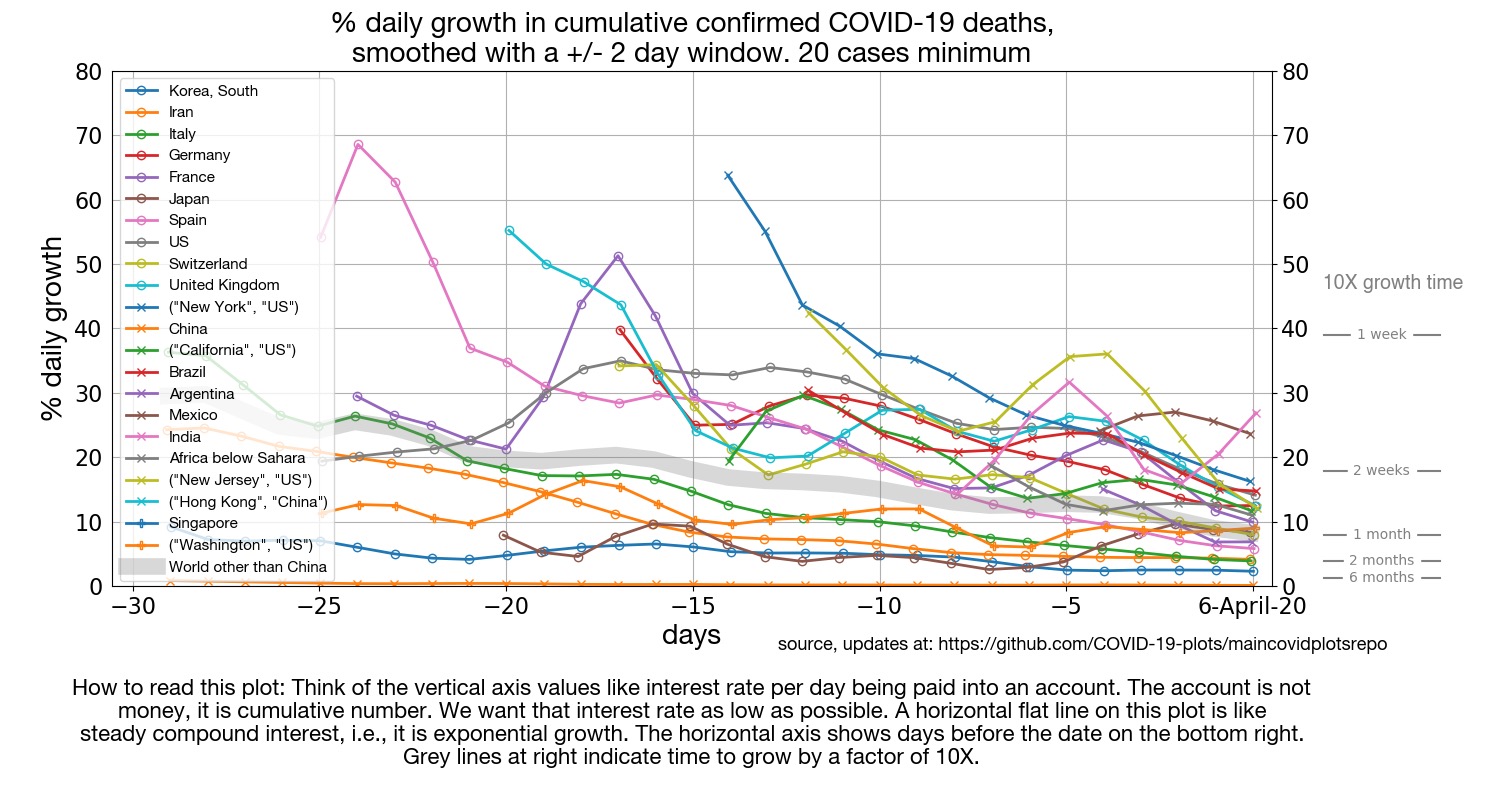 % daily growth in cumulative confirmed COVID-19 deaths,
smoothed with a +/- 2 day window. 20 cases minimum
80
70
60
50
40
30
20
10
0
% daily growth
Korea, South
Iran
Italy
Germany
France
Japan
Spain
US
Switzerland
United Kingdom
("New York", "US")
China
("California", "US")
Brazil
Argentina
Mexico
India
Africa below Sahara
("New Jersey", "US")
("Hong Kong", "China")
Singapore
("Washington", "US")
World other than China
80
70
60
50
40
30
20
10
0
10X growth time
1 week
2 weeks
1 month
2 months
6 months
−30
−25
−20
−15
−10
−5
6-April-20
days
source, updates at: https://github.com/COVID-19-plots/maincovidplotsrepo
How to read this plot: Think of the vertical axis values like interest rate per day being paid into an account. The account is not
money, it is cumulative number. We want that interest rate as low as possible. A horizontal flat line on this plot is like
steady compound interest, i.e., it is exponential growth. The horizontal axis shows days before the date on the bottom right.
Grey lines at right indicate time to grow by a factor of 10X.